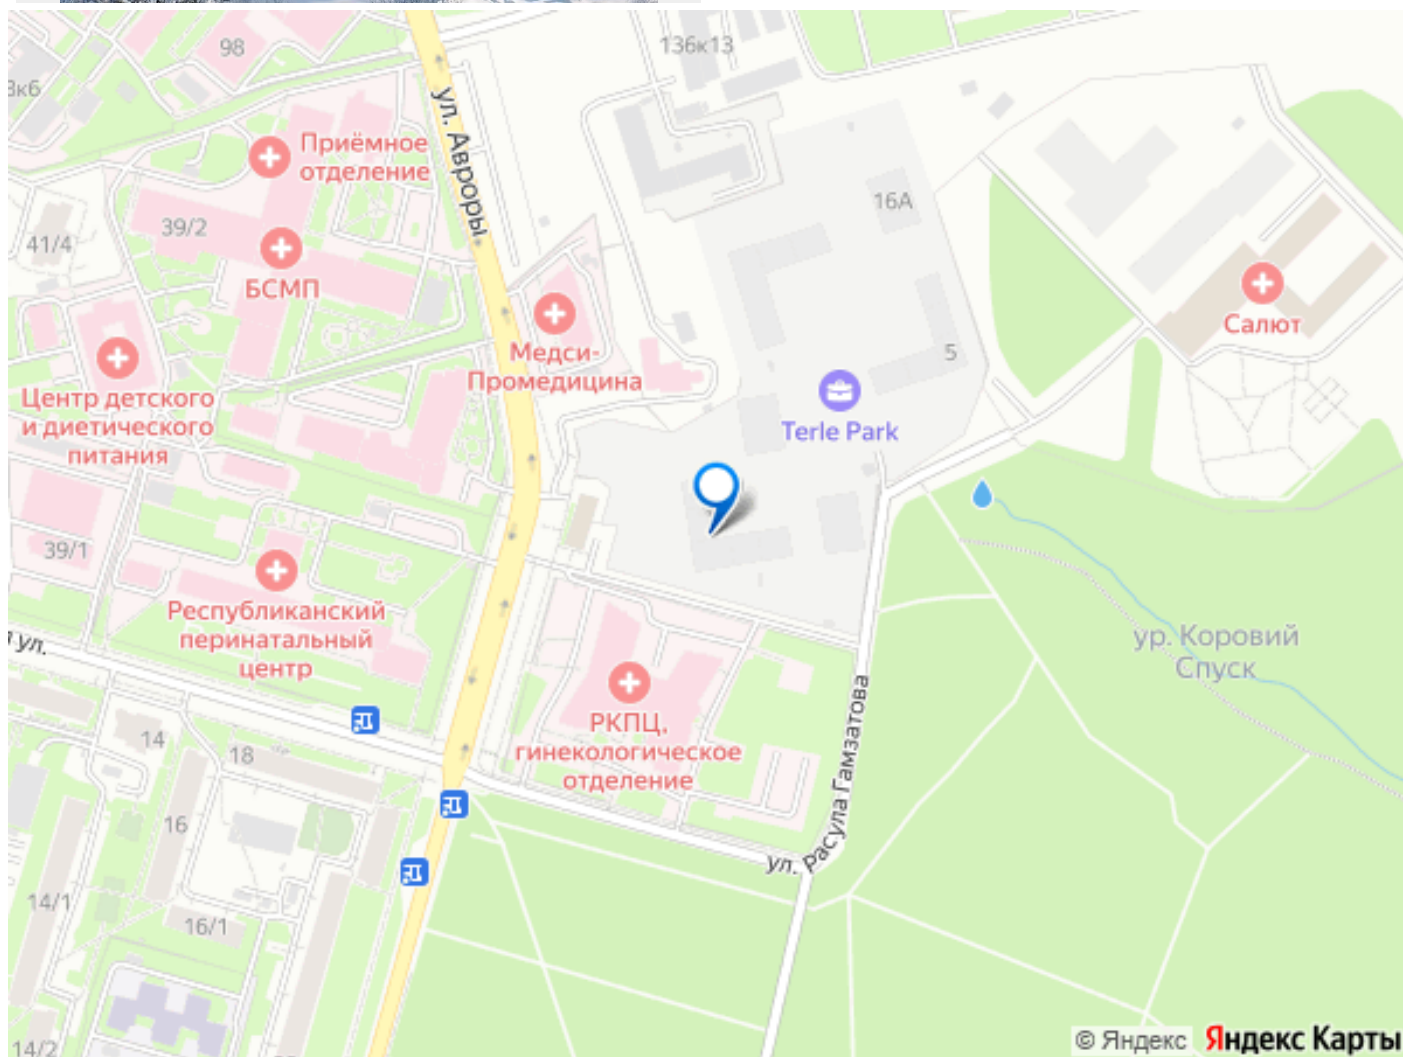 98
136к13
3к6
ул. Авроры
Приёмное
отделение
39/2
16А
41/4
БСМП
Салют
Медси-
Промедицина
5
Центр детского
и диетического
питания
Terle Park
39/1
Республиканский
перинатальный
центр
ур. Коровий
Спуск
ул.
РКПЦ,
гинекологическое
отделение
14
18
16
ул. Расула Гамзатова
14/1
16/1
14/2
© Яндекс Яндекс Карты